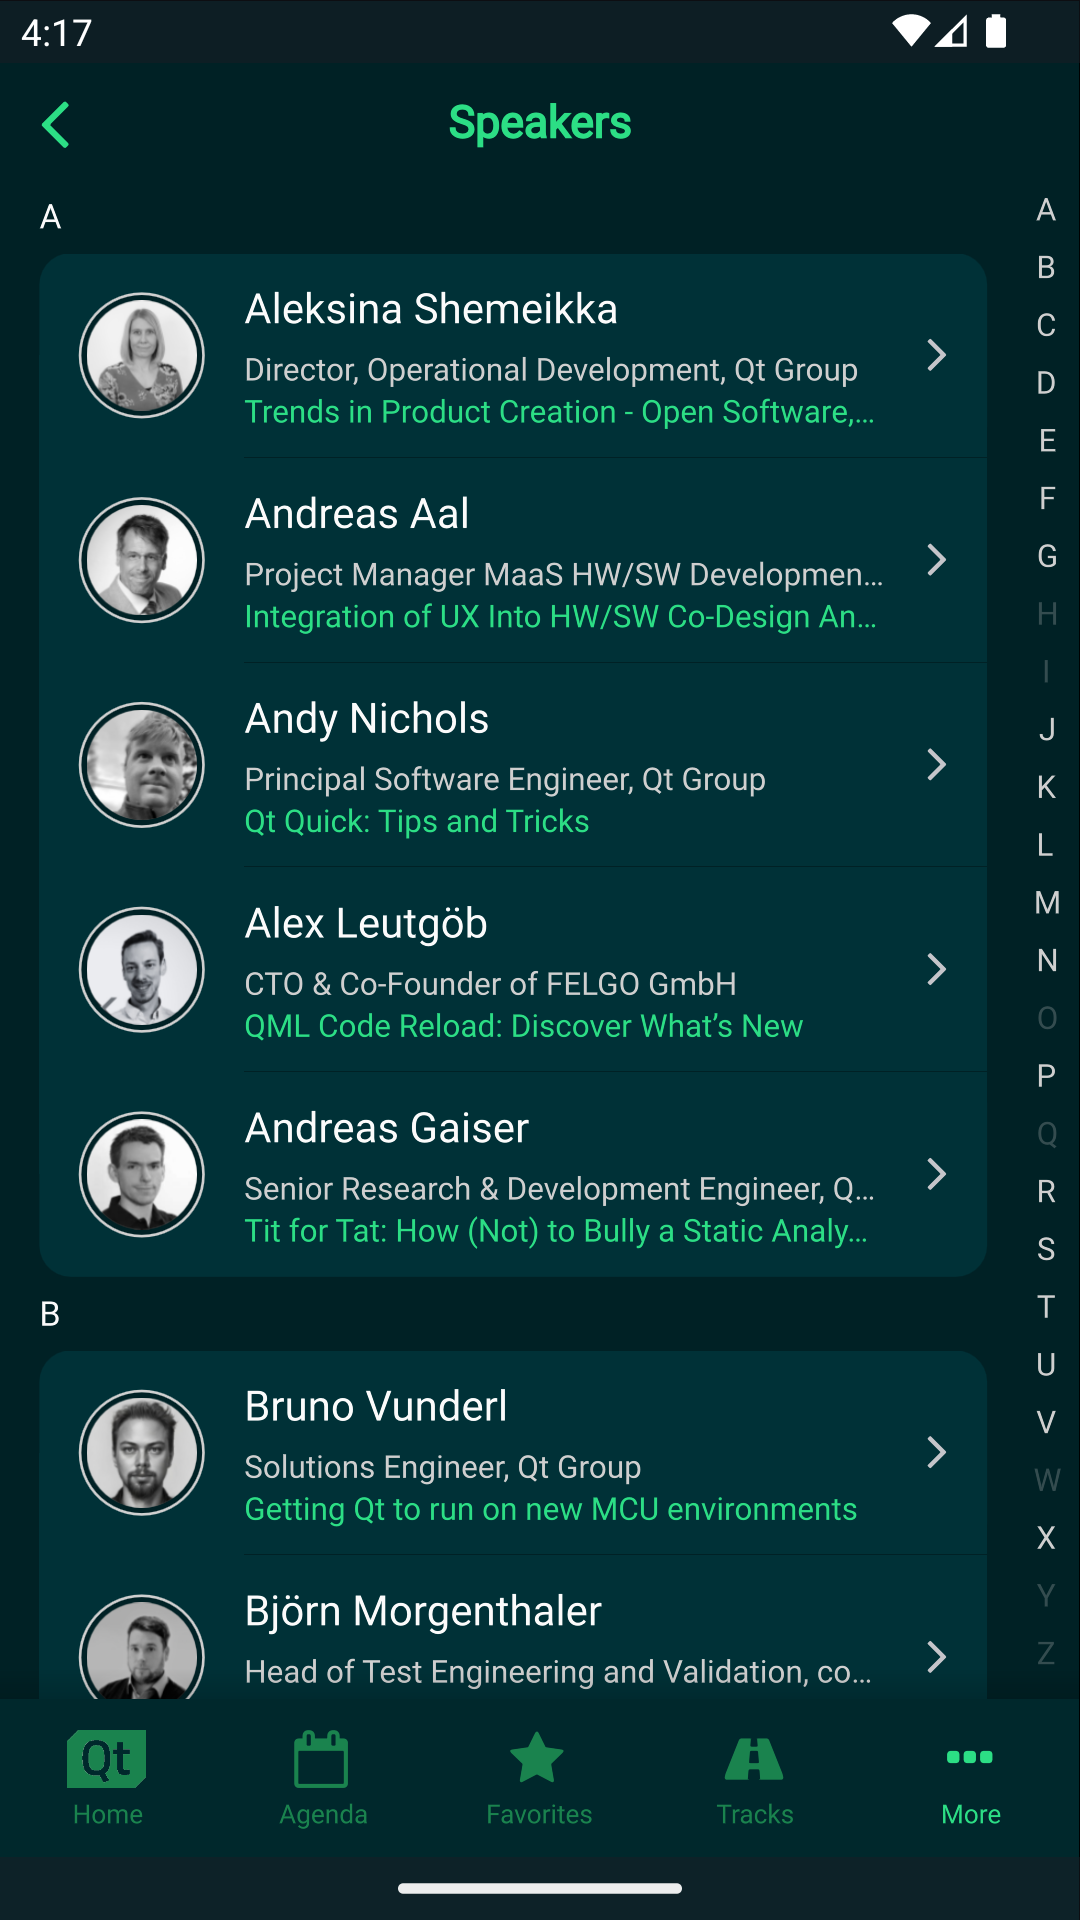 4:17
Speakers
A
Aleksina Shemeikka
Director, Operational Development, Qt Group
Trends in Product Creation - Open Software,...
Andreas Aal
Project Manager MaaS HW/SW Developmen...
Integration of UX Into HW/SW Co-Design An...
Andy Nichols
Principal Software Engineer, Qt Group
Qt Quick: Tips and Tricks
Alex Leutgöb
CTO & Co-Founder of FELGO GmbH
QML Code Reload: Discover What’s New
Andreas Gaiser
Senior Research & Development Engineer, Q...
Tit for Tat: How (Not) to Bully a Static Analy...
B
Bruno Vunderl
Solutions Engineer, Qt Group
Getting Qt to run on new MCU environments
Björn Morgenthaler
Head of Test Engineering and Validation, co...
A
B
C
D
E
F
G
H
I
J
K
L
M
N
O
P
Q
R
S
T
U
V
W
X
Y
Z
Qt
Home
Agenda
Favorites
Tracks
More